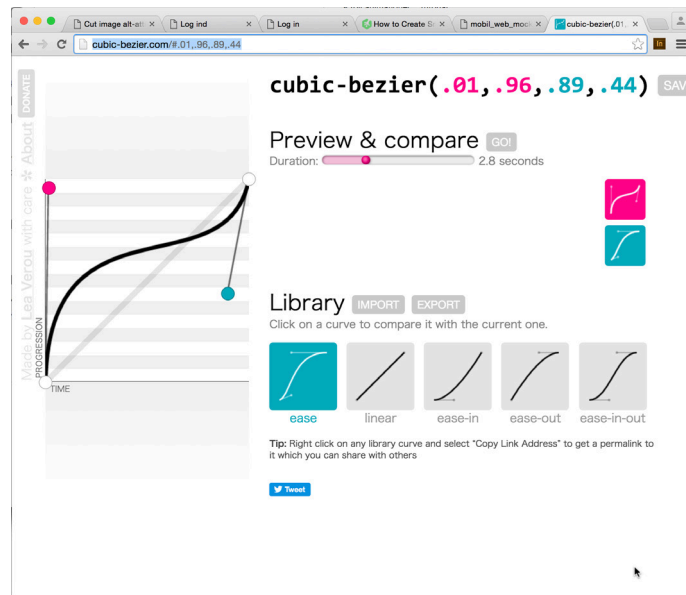 Cut image alt-att
Log ind
Log in
How to Create Sm
mobil_web_mock
cubic-bezier(.01,.
cubic-bezier.com/#.01,.96,.89,.44
In
Made by Lea Verou with care ✻ About DONATE
cubic-bezier(.01,.96,.89,.44) SAV
Preview & compare GO!
Duration: 2.8 seconds
PROGRESSION
TIME
Library IMPORT EXPORT
Click on a curve to compare it with the current one.
ease linear ease-in ease-out ease-in-out
Tip: Right click on any library curve and select "Copy Link Address" to get a permalink to
it which you can share with others
Tweet